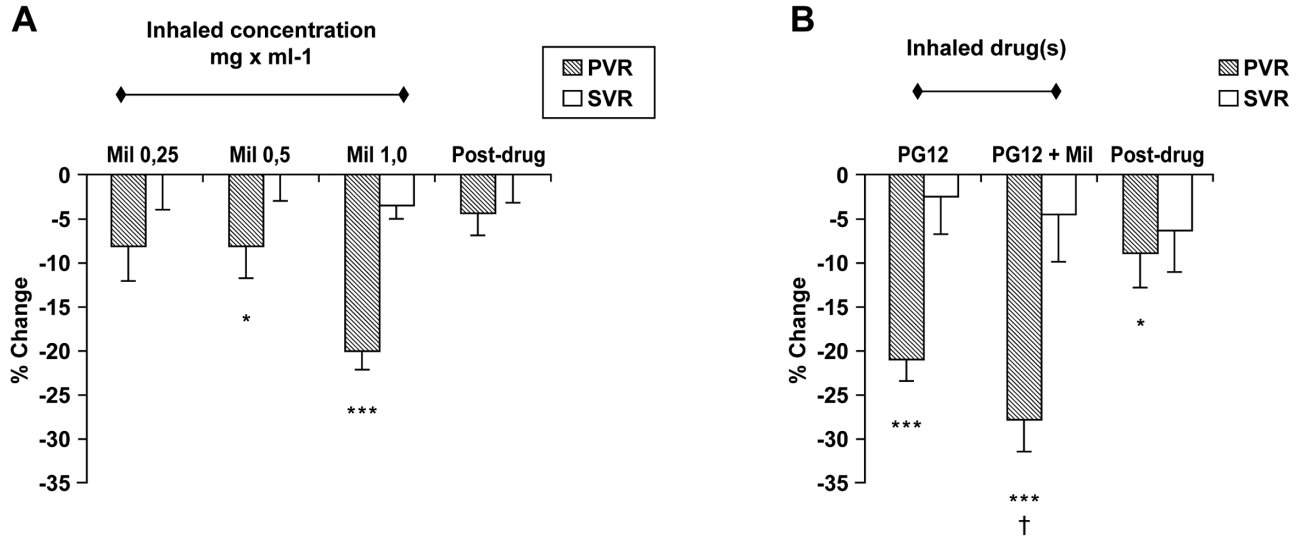 A
Inhaled concentration
mg x ml-1
PVR
SVR
Mil 0,25 Mil 0,5 Mil 1,0 Post-drug
0
-5
-10
-15
-20
-25
-30
-35
% Change
*
***
B
Inhaled drug(s)
PVR
SVR
PG12 PG12 + Mil Post-drug
0
-5
-10
-15
-20
-25
-30
-35
% Change
*
***
***
†